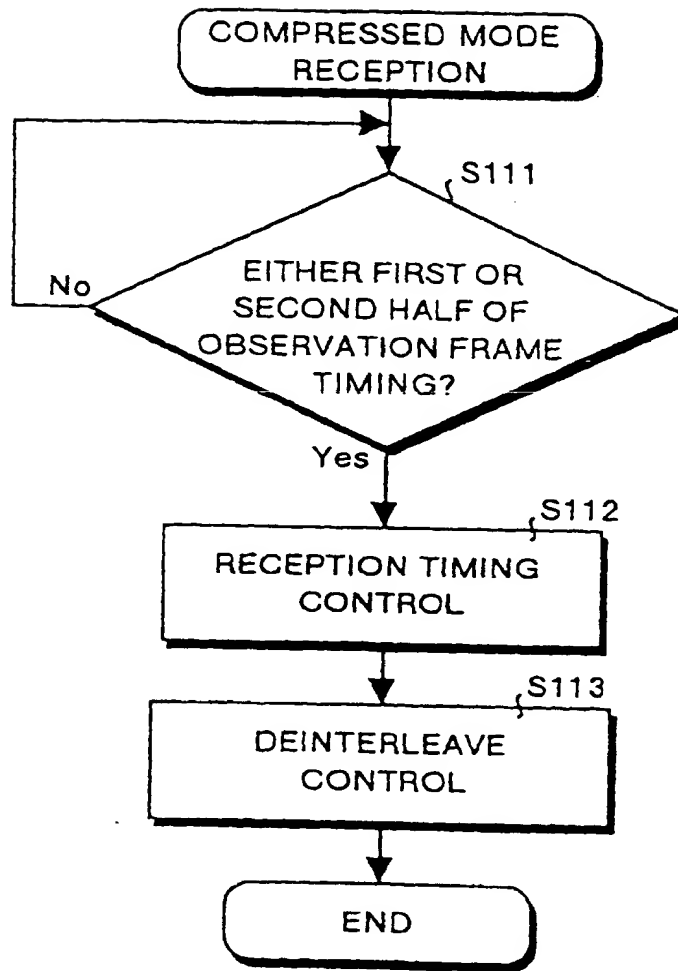 COMPRESSED MODE
RECEPTION
S111
EITHER FIRST OR
SECOND HALF OF
OBSERVATION FRAME
TIMING?
No
Yes
S112
RECEPTION TIMING
CONTROL
S113
DEINTERLEAVE
CONTROL
END